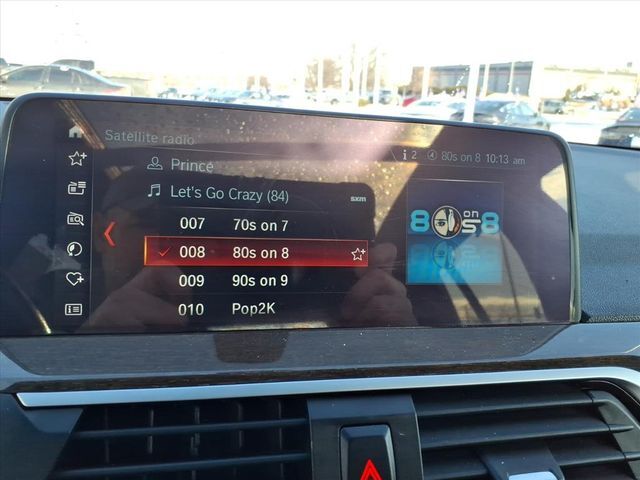 Satellite radio
i 2 80s on 8 10:13 am
Prince
Let's Go Crazy (84)
sxm
007 70s on 7
008 80s on 8
009 90s on 9
010 Pop2K
80s on 8